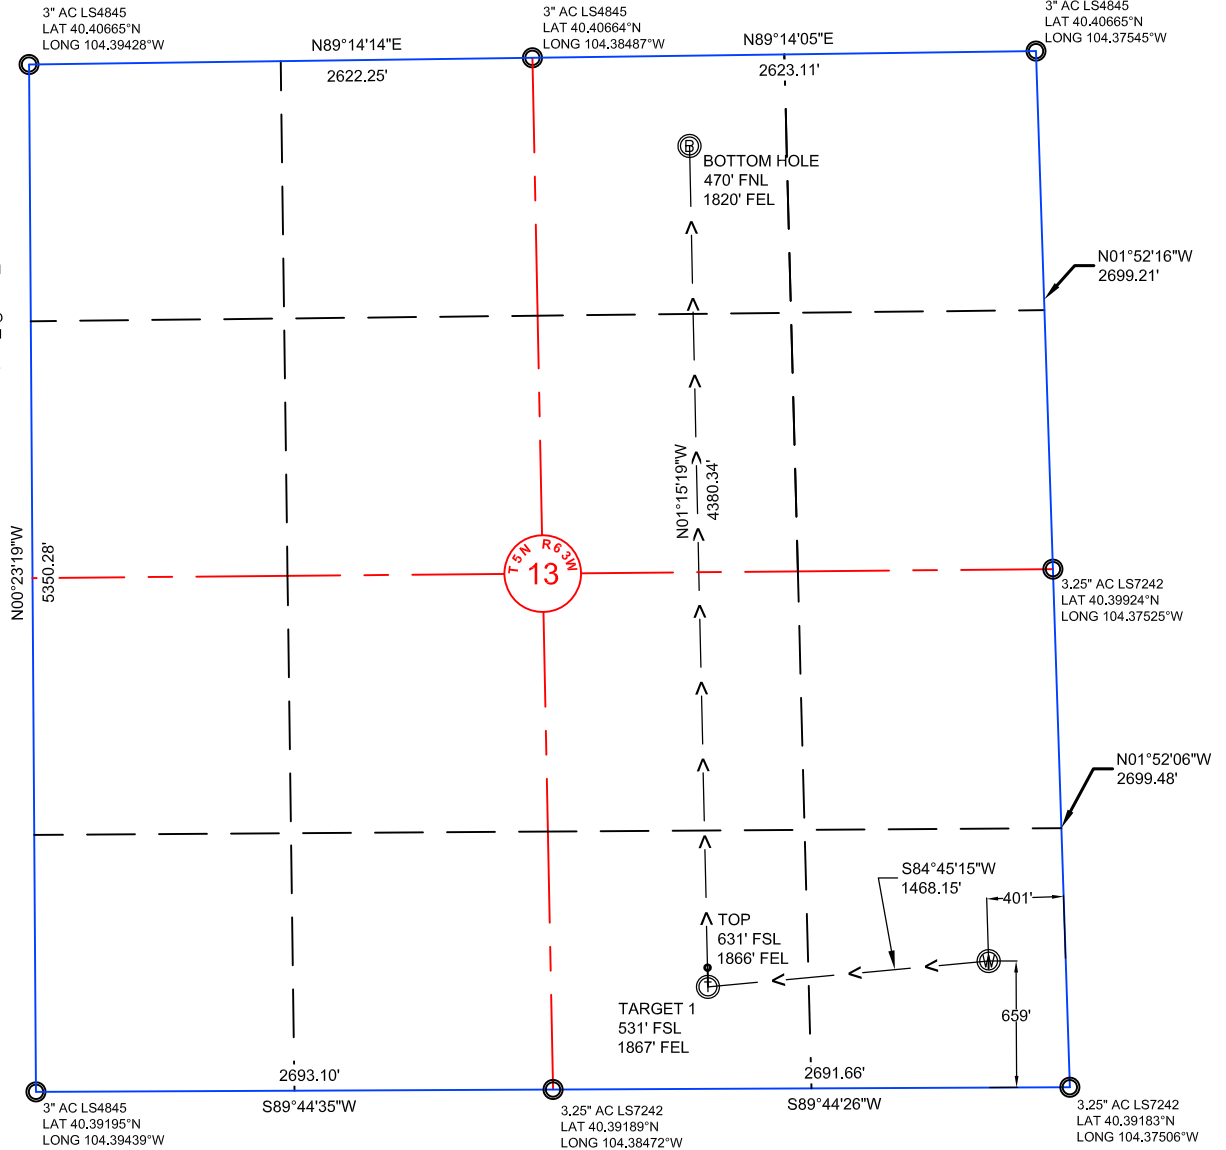 3" AC LS4845
LAT 40.40665°N
LONG 104.39428°W
3" AC LS4845
LAT 40.40664°N
LONG 104.38487°W
3" AC LS4845
LAT 40.40665°N
LONG 104.37545°W
N89°14'14"E
2622.25'
N89°14'05"E
2623.11'
B
BOTTOM HOLE
470' FNL
1820' FEL
N01°52'16"W
2699.21'
N01°15'19"W
4380.34'
N00°23'19"W
5350.28'
T5N R63W
13
3.25" AC LS7242
LAT 40.39924°N
LONG 104.37525°W
N01°52'06"W
2699.48'
S84°45'15"W
1468.15'
401'
TOP
631' FSL
1866' FEL
W
T
TARGET 1
531' FSL
1867' FEL
659'
2693.10'
S89°44'35"W
2691.66'
S89°44'26"W
3" AC LS4845
LAT 40.39195°N
LONG 104.39439°W
3.25" AC LS7242
LAT 40.39189°N
LONG 104.38472°W
3.25" AC LS7242
LAT 40.39183°N
LONG 104.37506°W